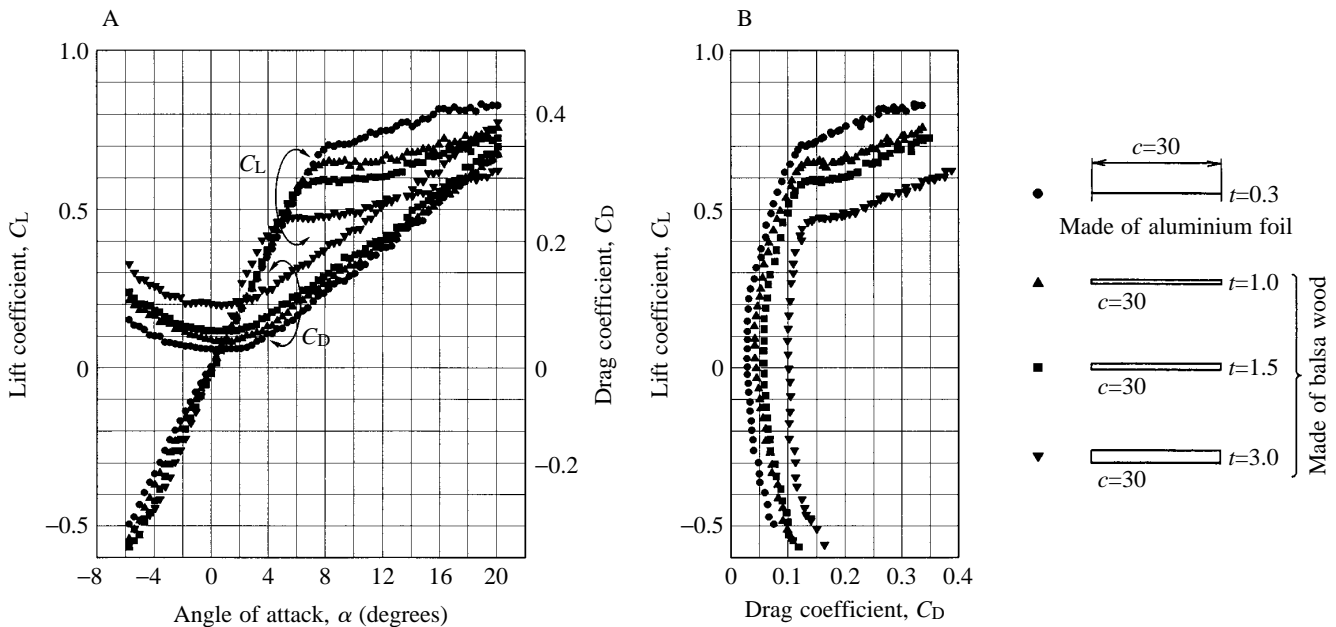 A
1.0
0.5
0
−0.5
Lift coefficient, CL
−8
−4
0
4
8
12
16
20
Angle of attack, α (degrees)
0.4
0.2
0
−0.2
Drag coefficient, CD
CL
CD
B
1.0
0.5
0
−0.5
Lift coefficient, CL
0
0.1
0.2
0.3
0.4
Drag coefficient, CD
c=30
t=0.3
Made of aluminium foil
t=1.0
c=30
t=1.5
c=30
t=3.0
c=30
Made of balsa wood